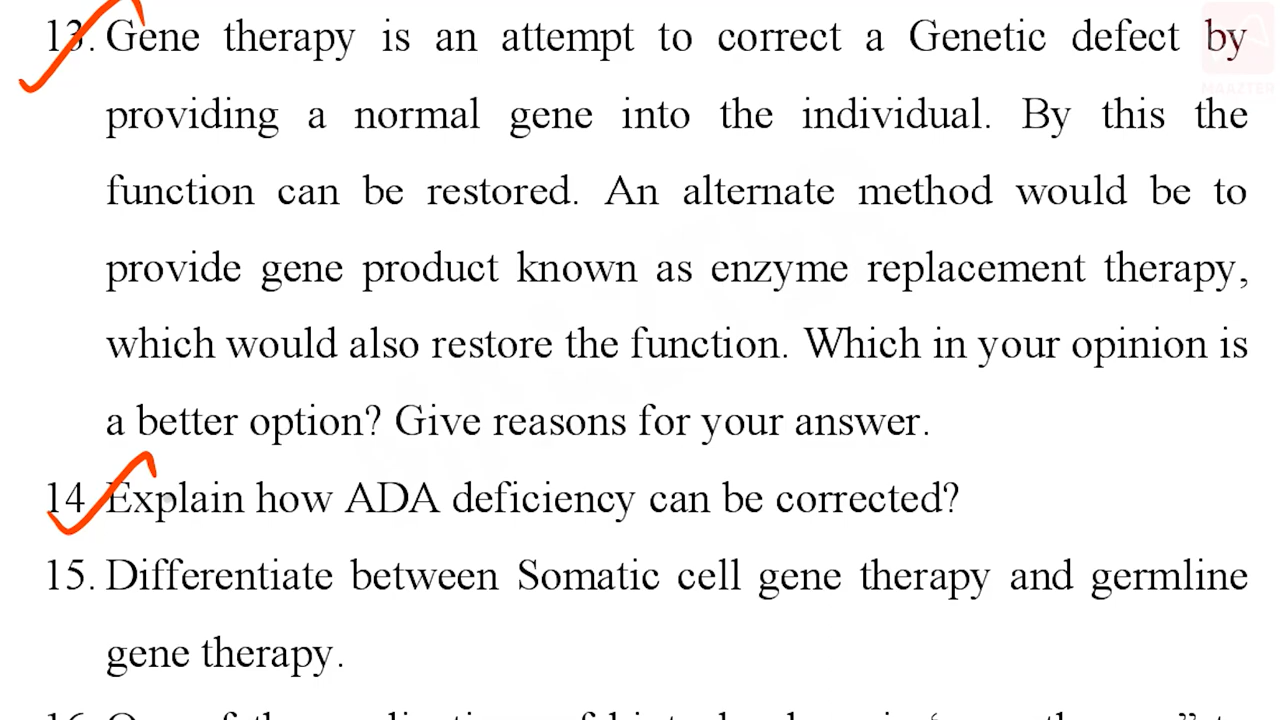 13. Gene therapy is an attempt to correct a Genetic defect by
providing a normal gene into the individual. By this the
function can be restored. An alternate method would be to
provide gene product known as enzyme replacement therapy,
which would also restore the function. Which in your opinion is
a better option? Give reasons for your answer.
14. Explain how ADA deficiency can be corrected?
15. Differentiate between Somatic cell gene therapy and germline
gene therapy.